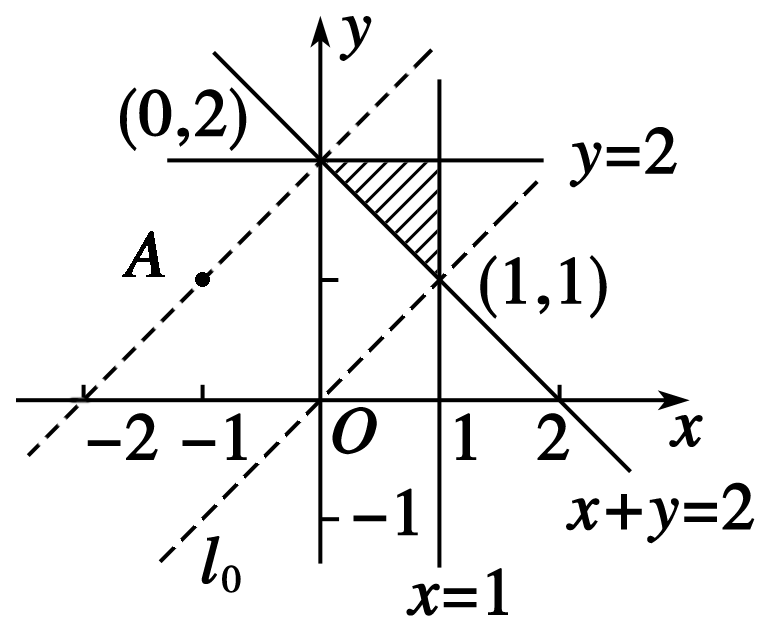 y
(0,2)
y=2
A
(1,1)
−2 −1 O 1 2 x
−1
x+y=2
l₀
x=1